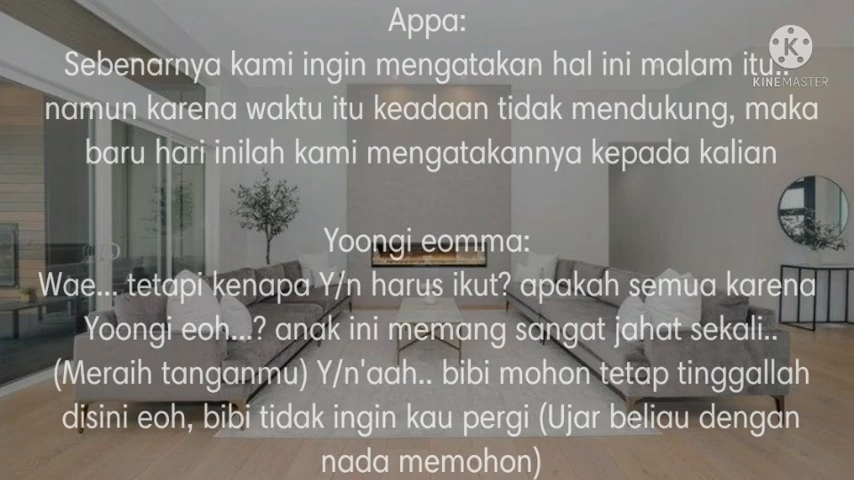 Appa:
Sebenarnya kami ingin mengatakan hal ini malam itu..
KINEMASTER
namun karena waktu itu keadaan tidak mendukung, maka
baru hari inilah kami mengatakannya kepada kalian
Yoongi eomma:
Wae... tetapi kenapa Y/n harus ikut? apakah semua karena
Yoongi eoh...? anak ini memang sangat jahat sekali..
(Meraih tanganmu) Y/n'aah.. bibi mohon tetap tinggallah
disini eoh, bibi tidak ingin kau pergi (Ujar beliau dengan
nada memohon)